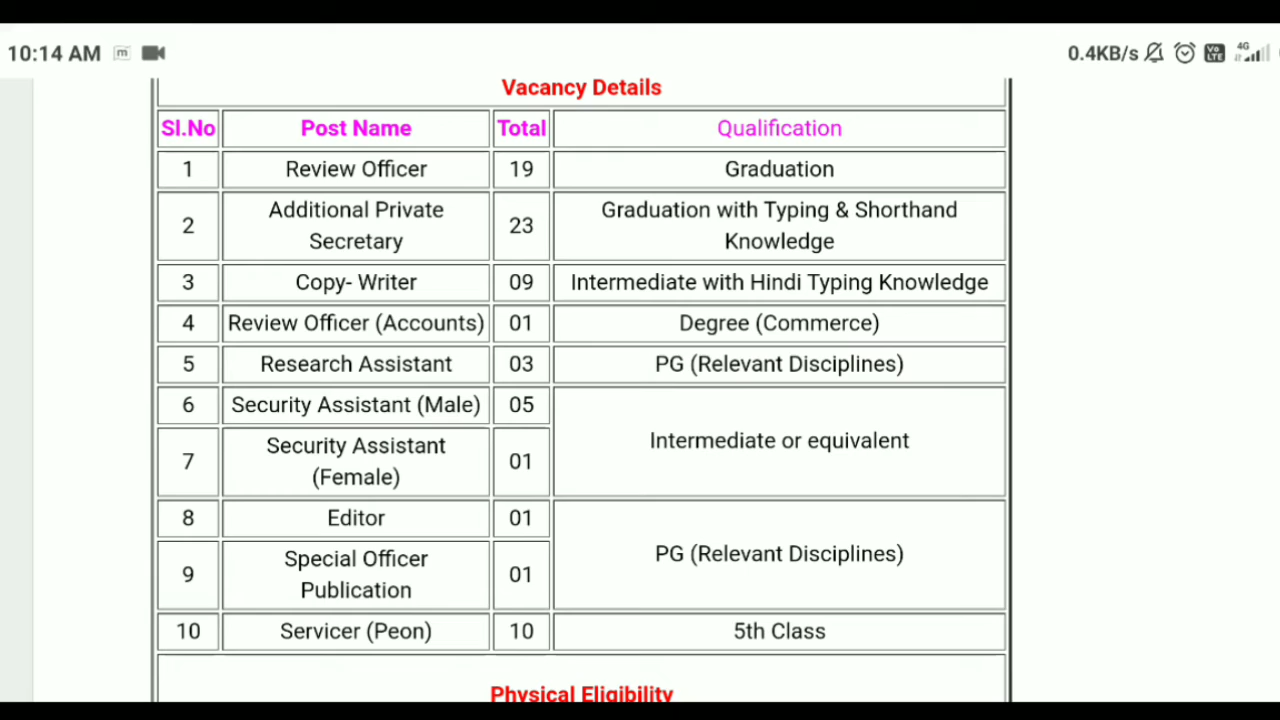 10:14 AM m
0.4KB/s Vo LTE 4G
Vacancy Details
Sl.No Post Name Total Qualification
1 Review Officer 19 Graduation
2 Additional Private Secretary 23 Graduation with Typing & Shorthand Knowledge
3 Copy- Writer 09 Intermediate with Hindi Typing Knowledge
4 Review Officer (Accounts) 01 Degree (Commerce)
5 Research Assistant 03 PG (Relevant Disciplines)
6 Security Assistant (Male) 05 Intermediate or equivalent
7 Security Assistant (Female) 01
8 Editor 01 PG (Relevant Disciplines)
9 Special Officer Publication 01
10 Servicer (Peon) 10 5th Class
Physical Eligibility